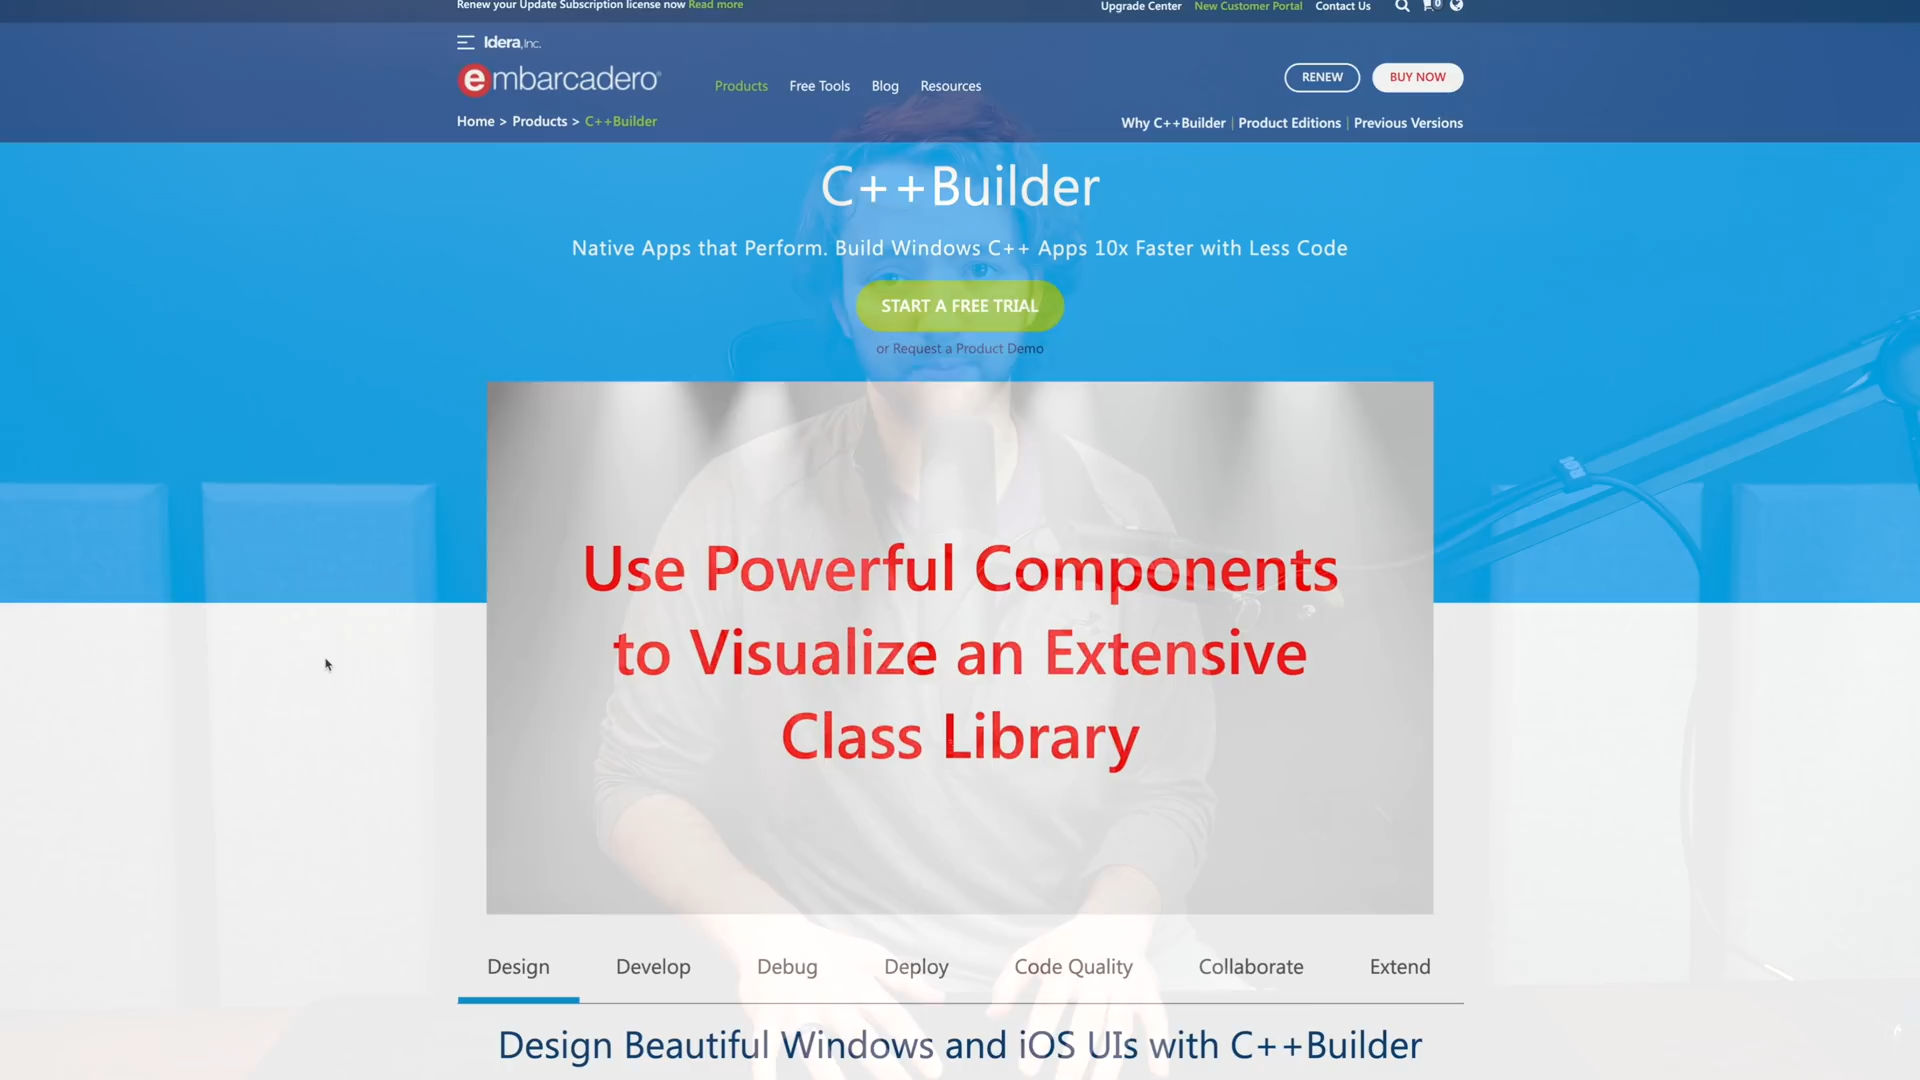 Renew your Update Subscription license now Read more
Upgrade Center New Customer Portal Contact Us 0
Idera, Inc.
embarcadero®
Products Free Tools Blog Resources
RENEW BUY NOW
Home > Products > C++Builder
Why C++Builder | Product Editions | Previous Versions
C++Builder
Native Apps that Perform. Build Windows C++ Apps 10x Faster with Less Code
START A FREE TRIAL
or Request a Product Demo
Use Powerful Components
to Visualize an Extensive
Class Library
Design Develop Debug Deploy Code Quality Collaborate Extend
Design Beautiful Windows and iOS UIs with C++Builder